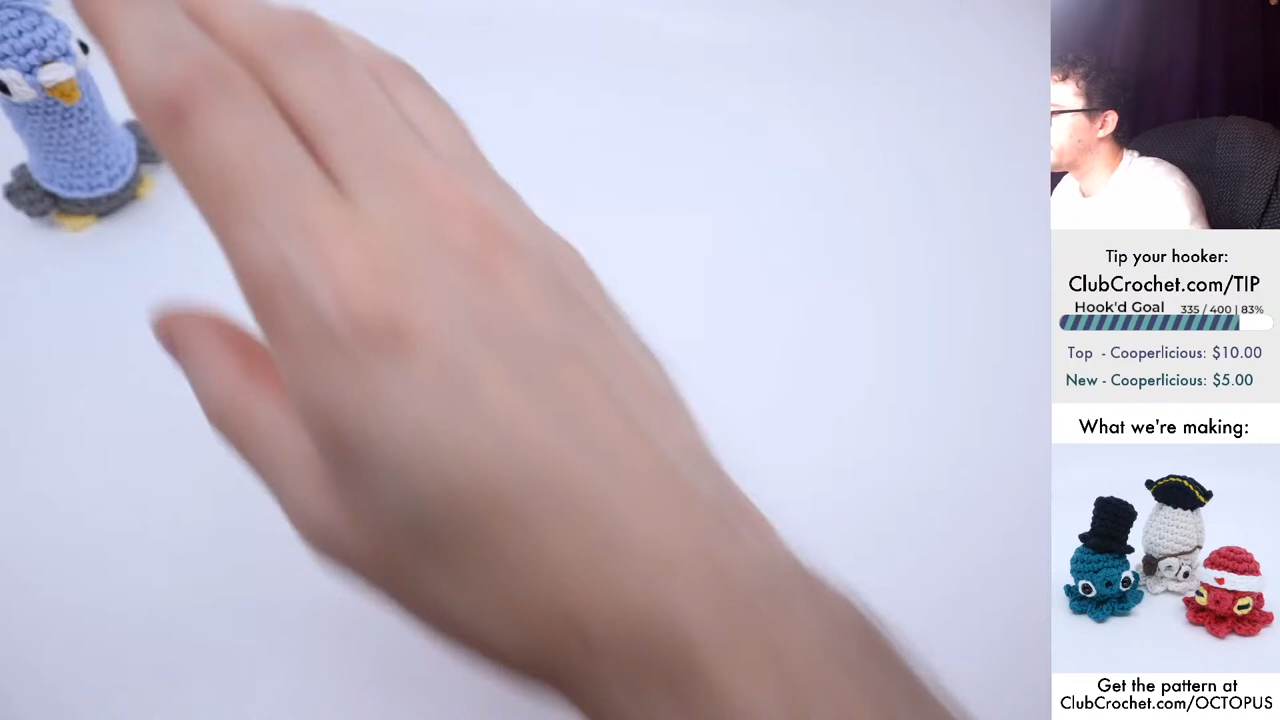 Tip your hooker:
ClubCrochet.com/TIP
Hook'd Goal 335 / 400 | 83%
Top - Cooperlicious: $10.00
New - Cooperlicious: $5.00
What we're making:
Get the pattern at
ClubCrochet.com/OCTOPUS